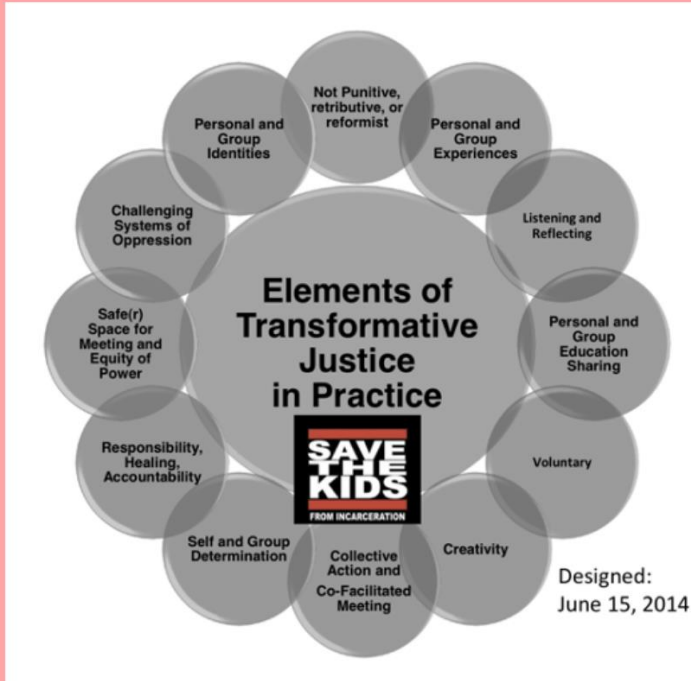 Not Punitive,
retributive, or
reformist
Personal and
Group
Experiences
Listening and
Reflecting
Personal and
Group
Education
Sharing
Voluntary
Creativity
Collective
Action and
Co-Facilitated
Meeting
Self and Group
Determination
Responsibility,
Healing,
Accountability
Safe(r)
Space for
Meeting and
Equity of
Power
Challenging
Systems of
Oppression
Personal and
Group
Identities
Elements of
Transformative
Justice
in Practice
SAVE
THE
KIDS
FROM INCARCERATION
Designed:
June 15, 2014